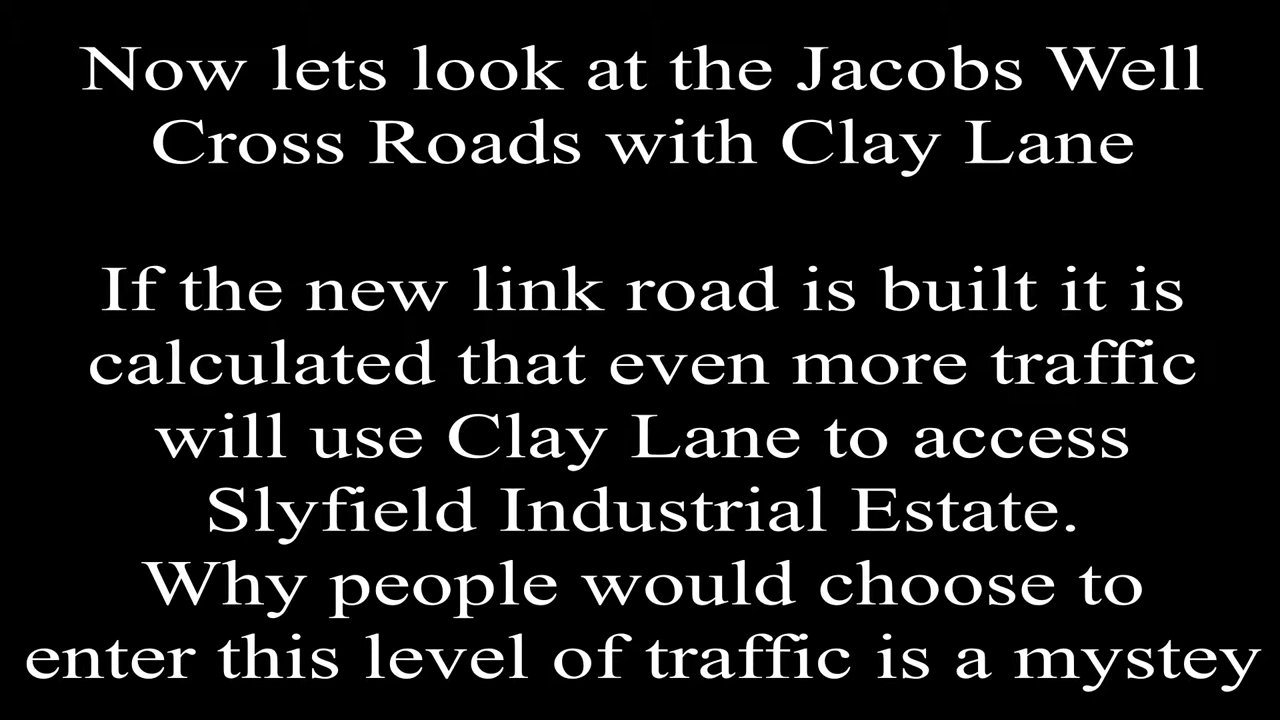 Now lets look at the Jacobs Well
Cross Roads with Clay Lane
If the new link road is built it is
calculated that even more traffic
will use Clay Lane to access
Slyfield Industrial Estate.
Why people would choose to
enter this level of traffic is a mystey